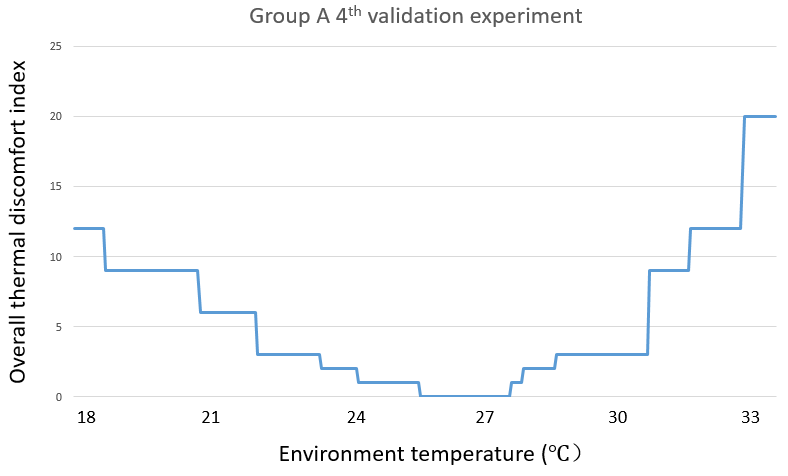 Group A 4th validation experiment
25
20
15
10
5
0
Overall thermal discomfort index
18 21 24 27 30 33
Environment temperature (℃）